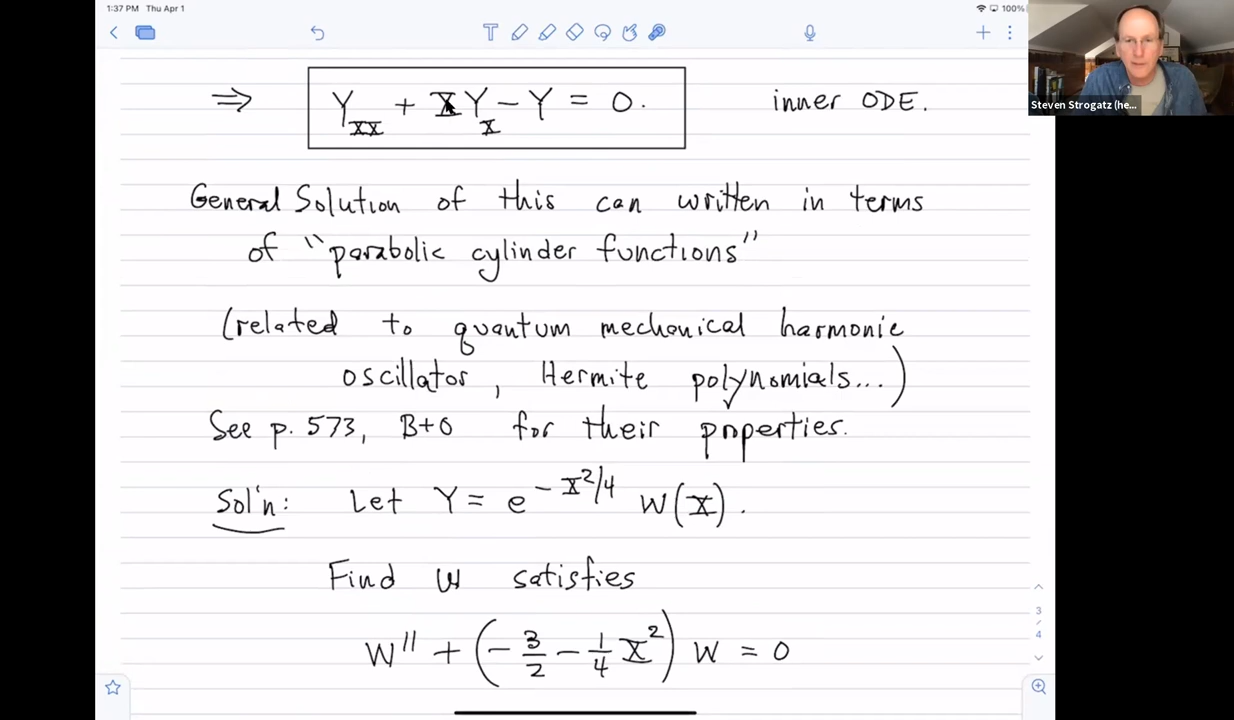 1:37 PM Thu Apr 1
100%
Steven Strogatz (he...
⇒ Y_XX + X Y_X − Y = 0. inner ODE.
General Solution of this can written in terms
of "parabolic cylinder functions"
(related to quantum mechanical harmonic
oscillator, Hermite polynomials...)
See p. 573, B+O for their properties.
Sol'n: Let Y = e^(−X²/4) W(X).
Find W satisfies
W'' + (−3/2 − 1/4 X²) W = 0
3
/
4